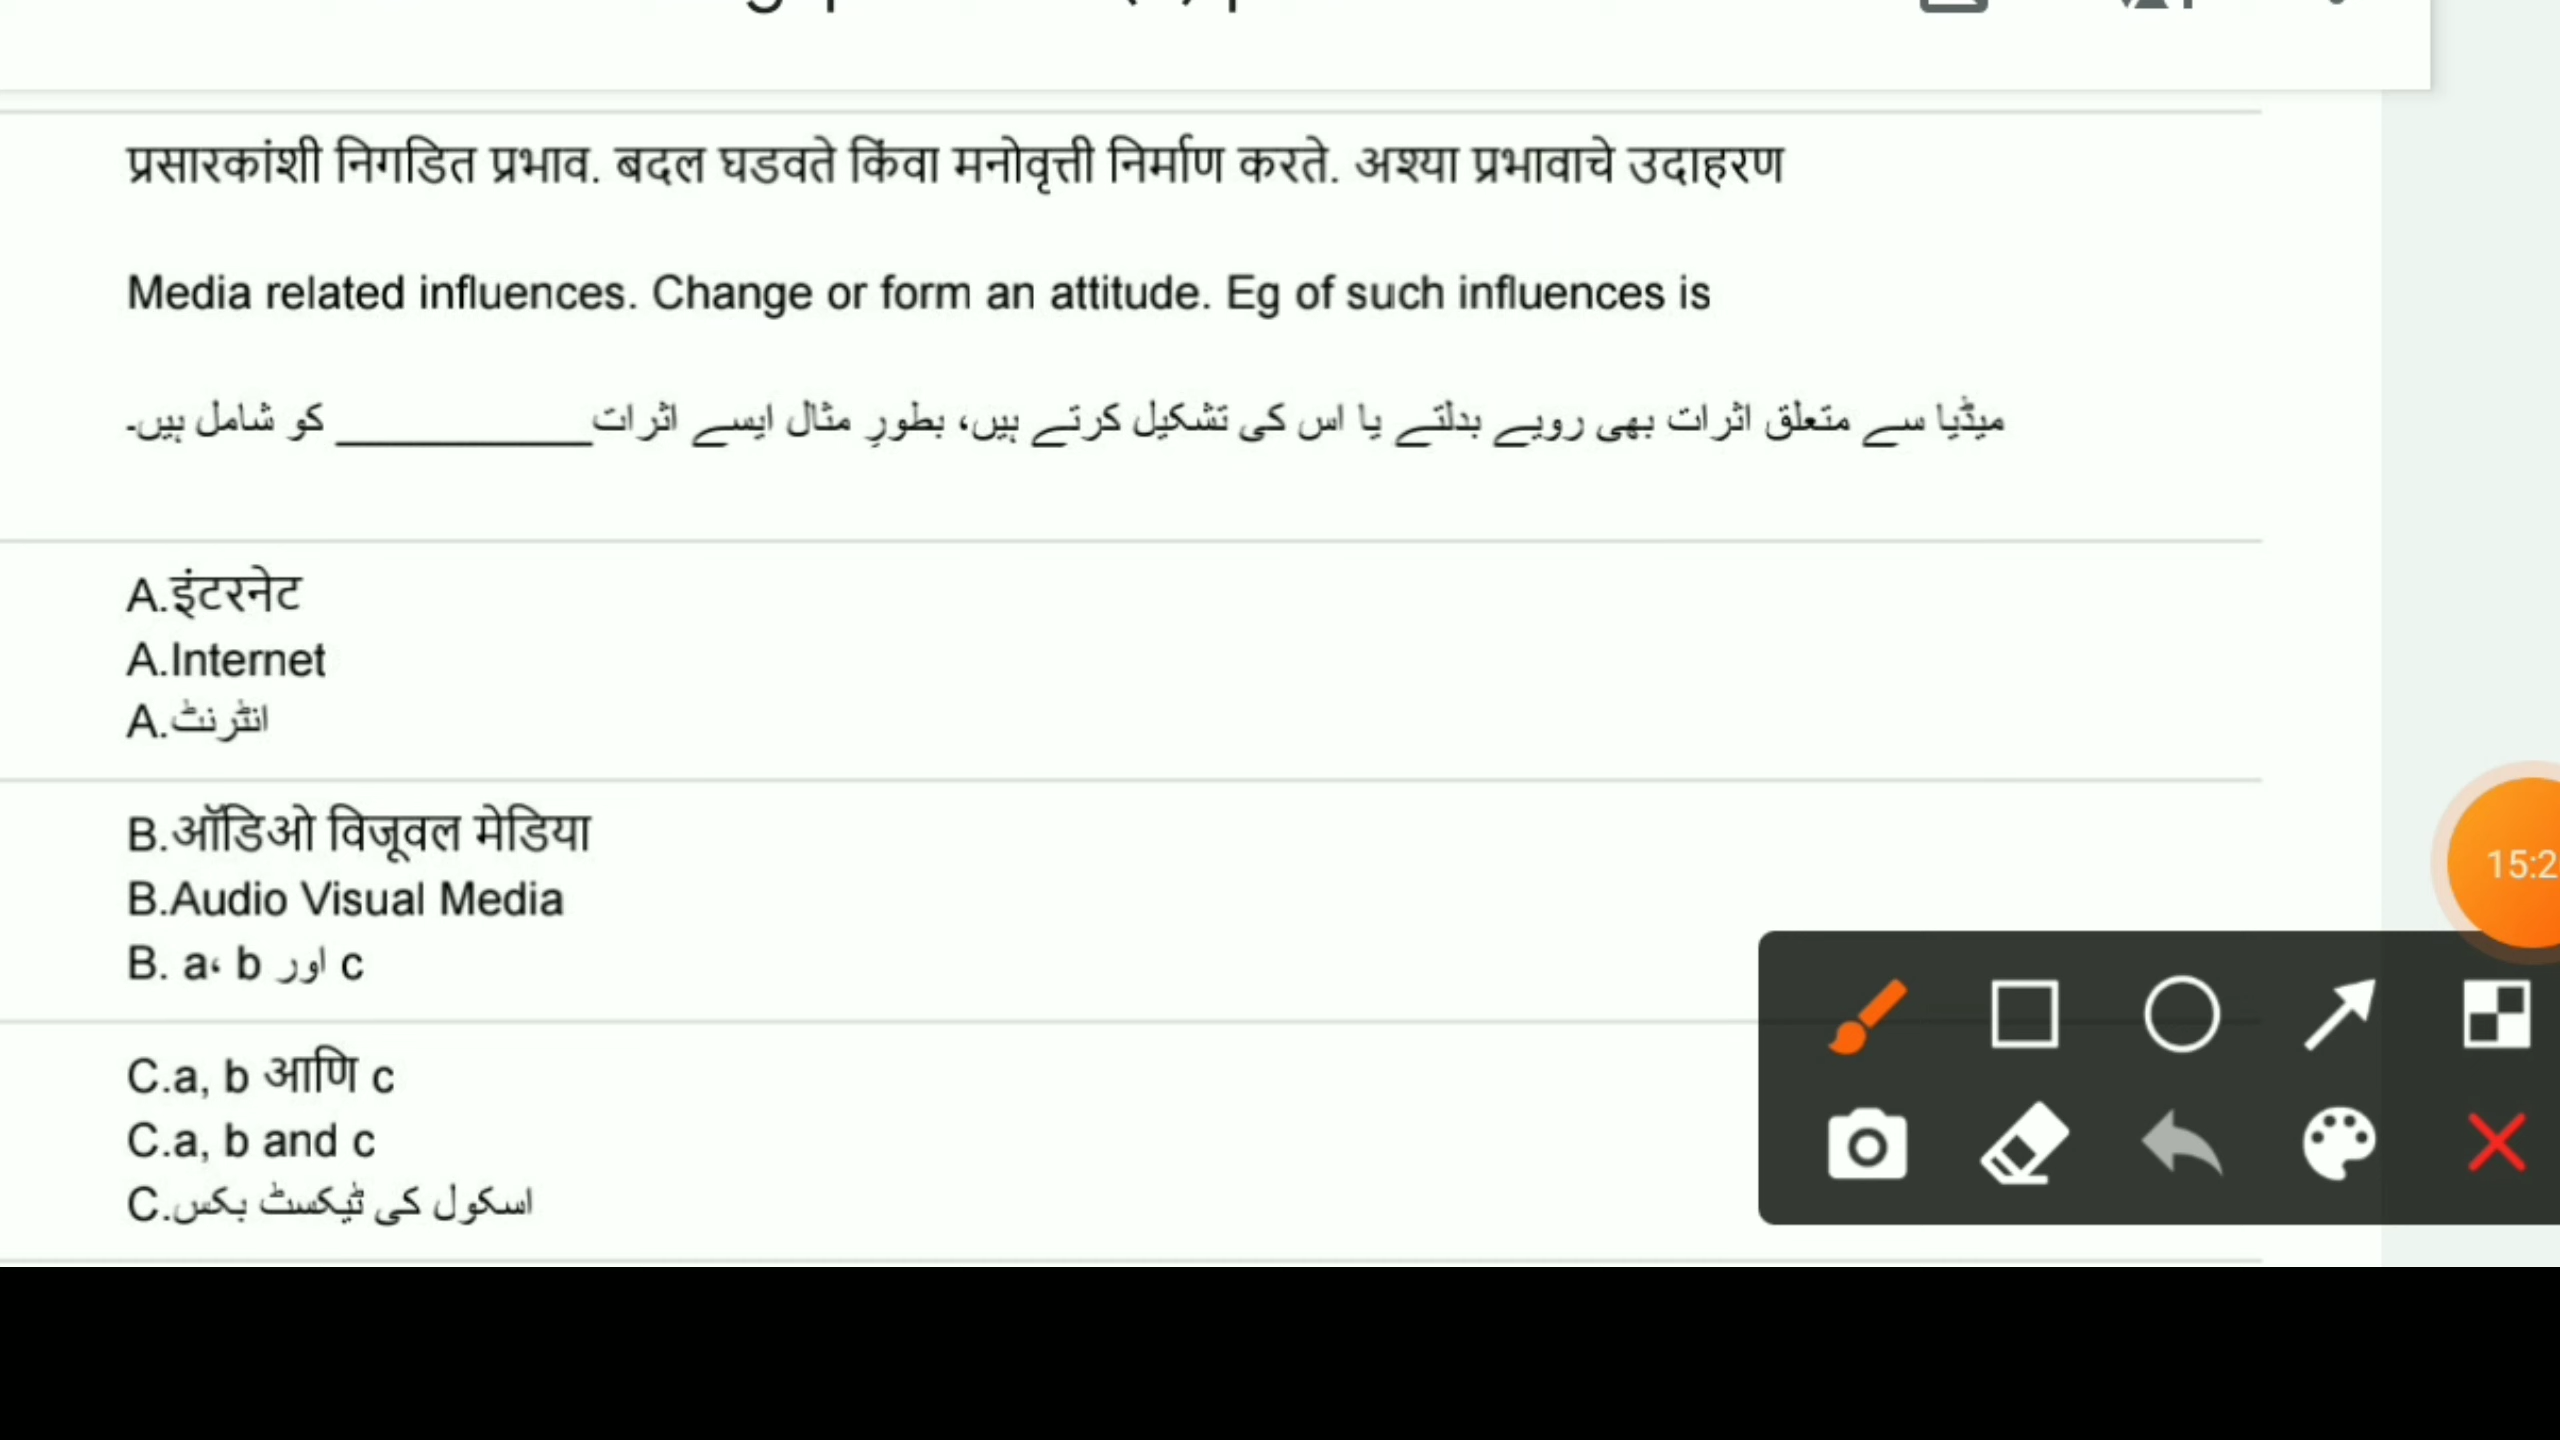 प्रसारकांशी निगडित प्रभाव. बदल घडवते किंवा मनोवृत्ती निर्माण करते. अश्या प्रभावाचे उदाहरण
Media related influences. Change or form an attitude. Eg of such influences is
میڈیا سے متعلق اثرات بھی رویے بدلتے یا اس کی تشکیل کرتے ہیں، بطورِ مثال ایسے اثرات__________ کو شامل ہیں۔
A.इंटरनेट
A.Internet
A.انٹرنٹ
B.ऑडिओ विजूवल मेडिया
B.Audio Visual Media
B. a، b اور c
C.a, b आणि c
C.a, b and c
C.اسکول کی ٹیکسٹ بکس
15:2